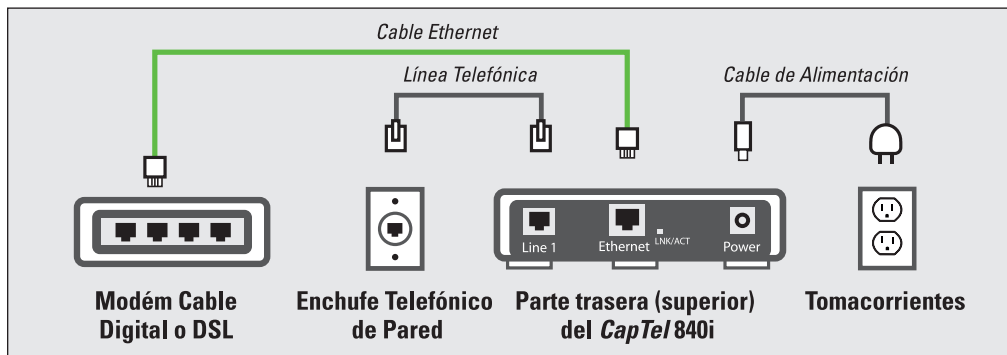 Cable Ethernet
Línea Telefónica
Cable de Alimentación
Line 1
Ethernet
LNK/ACT
Power
Modém Cable
Digital o DSL
Enchufe Telefónico
de Pared
Parte trasera (superior)
del CapTel 840i
Tomacorrientes